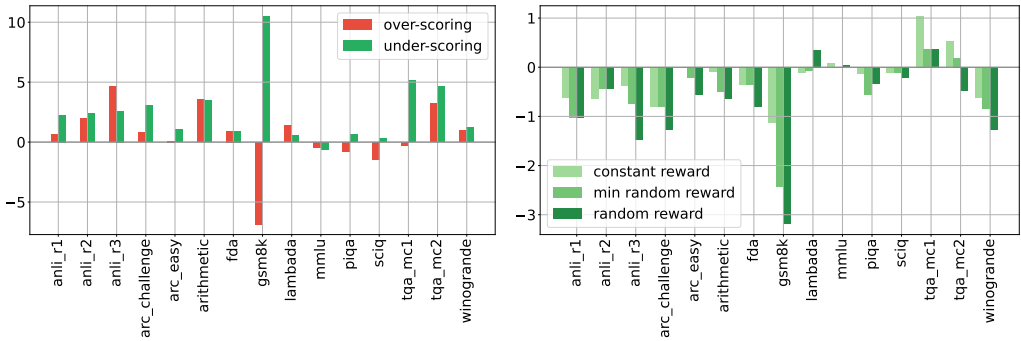 10
5
0
−5
over-scoring
under-scoring
anli_r1
anli_r2
anli_r3
arc_challenge
arc_easy
arithmetic
fda
gsm8k
lambada
mmlu
piqa
sciq
tqa_mc1
tqa_mc2
winogrande
1
0
−1
−2
−3
constant reward
min random reward
random reward
anli_r1
anli_r2
anli_r3
arc_challenge
arc_easy
arithmetic
fda
gsm8k
lambada
mmlu
piqa
sciq
tqa_mc1
tqa_mc2
winogrande